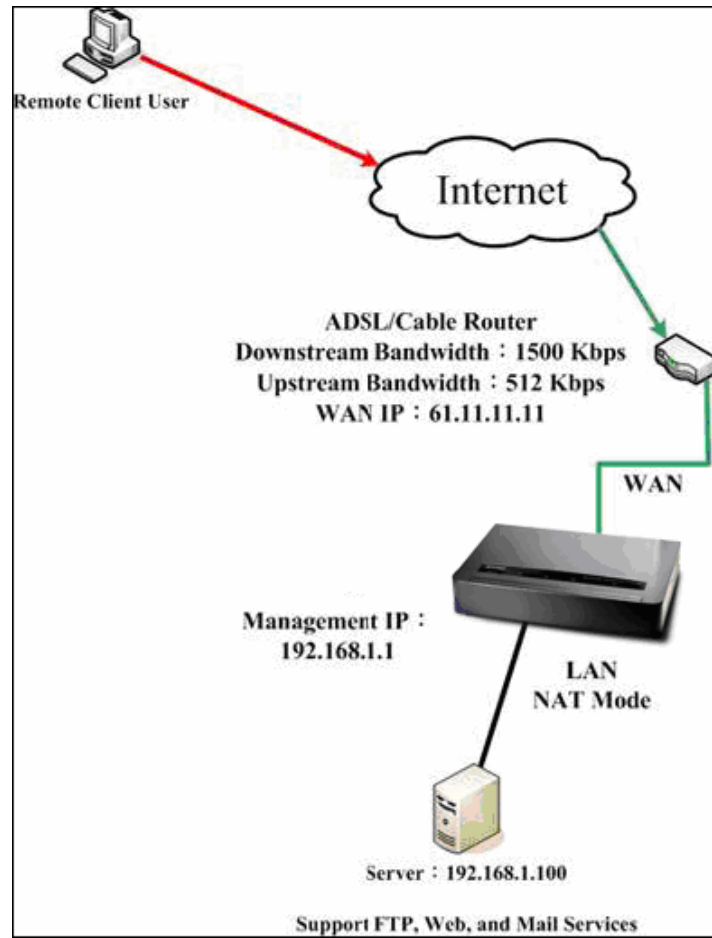 Remote Client User
Internet
ADSL/Cable Router
Downstream Bandwidth：1500 Kbps
Upstream Bandwidth：512 Kbps
WAN IP：61.11.11.11
WAN
Management IP：
192.168.1.1
LAN
NAT Mode
Server：192.168.1.100
Support FTP, Web, and Mail Services